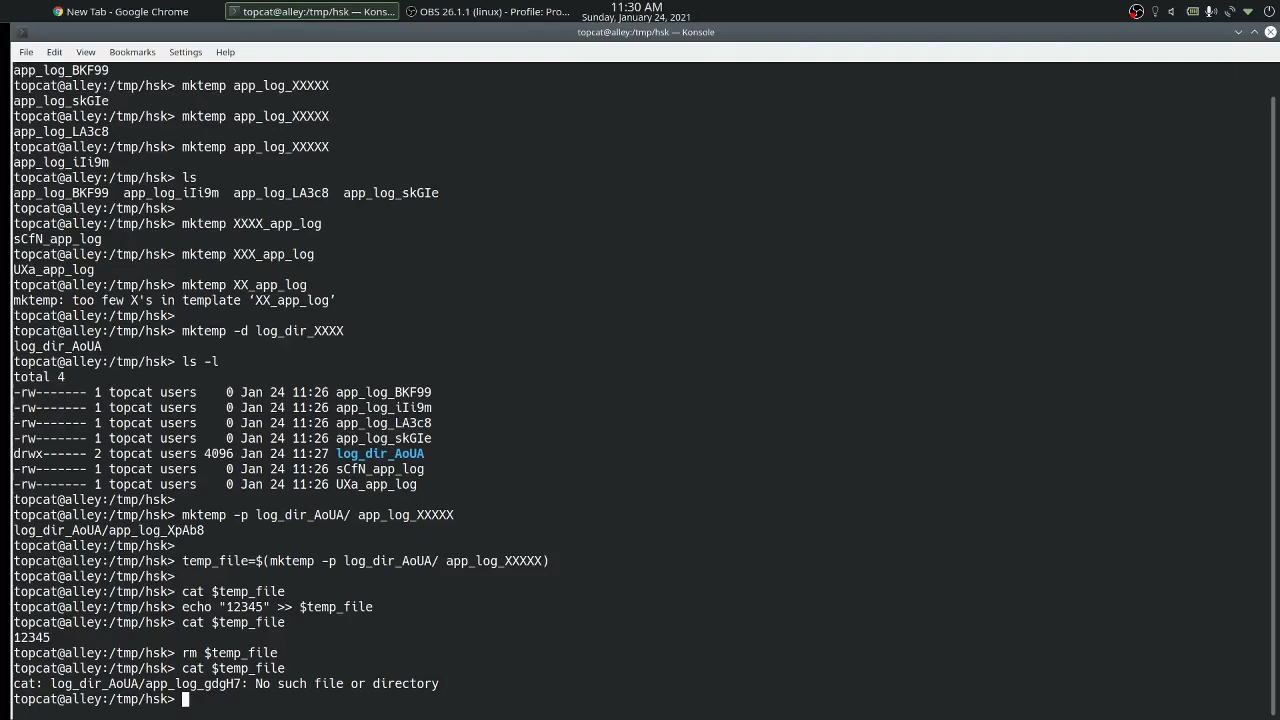 New Tab - Google Chrome
topcat@alley:/tmp/hsk — Kons...
OBS 26.1.1 (linux) - Profile: Pro...
11:30 AM
Sunday, January 24, 2021
topcat@alley:/tmp/hsk — Konsole
File Edit View Bookmarks Settings Help
app_log_BKF99
topcat@alley:/tmp/hsk> mktemp app_log_XXXXX
app_log_skGIe
topcat@alley:/tmp/hsk> mktemp app_log_XXXXX
app_log_LA3c8
topcat@alley:/tmp/hsk> mktemp app_log_XXXXX
app_log_iIi9m
topcat@alley:/tmp/hsk> ls
app_log_BKF99  app_log_iIi9m  app_log_LA3c8  app_log_skGIe
topcat@alley:/tmp/hsk>
topcat@alley:/tmp/hsk> mktemp XXXX_app_log
sCfN_app_log
topcat@alley:/tmp/hsk> mktemp XXX_app_log
UXa_app_log
topcat@alley:/tmp/hsk> mktemp XX_app_log
mktemp: too few X's in template ‘XX_app_log’
topcat@alley:/tmp/hsk>
topcat@alley:/tmp/hsk> mktemp -d log_dir_XXXX
log_dir_AoUA
topcat@alley:/tmp/hsk> ls -l
total 4
-rw------- 1 topcat users    0 Jan 24 11:26 app_log_BKF99
-rw------- 1 topcat users    0 Jan 24 11:26 app_log_iIi9m
-rw------- 1 topcat users    0 Jan 24 11:26 app_log_LA3c8
-rw------- 1 topcat users    0 Jan 24 11:26 app_log_skGIe
drwx------ 2 topcat users 4096 Jan 24 11:27 log_dir_AoUA
-rw------- 1 topcat users    0 Jan 24 11:26 sCfN_app_log
-rw------- 1 topcat users    0 Jan 24 11:26 UXa_app_log
topcat@alley:/tmp/hsk>
topcat@alley:/tmp/hsk> mktemp -p log_dir_AoUA/ app_log_XXXXX
log_dir_AoUA/app_log_XpAb8
topcat@alley:/tmp/hsk>
topcat@alley:/tmp/hsk> temp_file=$(mktemp -p log_dir_AoUA/ app_log_XXXXX)
topcat@alley:/tmp/hsk>
topcat@alley:/tmp/hsk> cat $temp_file
topcat@alley:/tmp/hsk> echo "12345" >> $temp_file
topcat@alley:/tmp/hsk> cat $temp_file
12345
topcat@alley:/tmp/hsk> rm $temp_file
topcat@alley:/tmp/hsk> cat $temp_file
cat: log_dir_AoUA/app_log_gdgH7: No such file or directory
topcat@alley:/tmp/hsk>